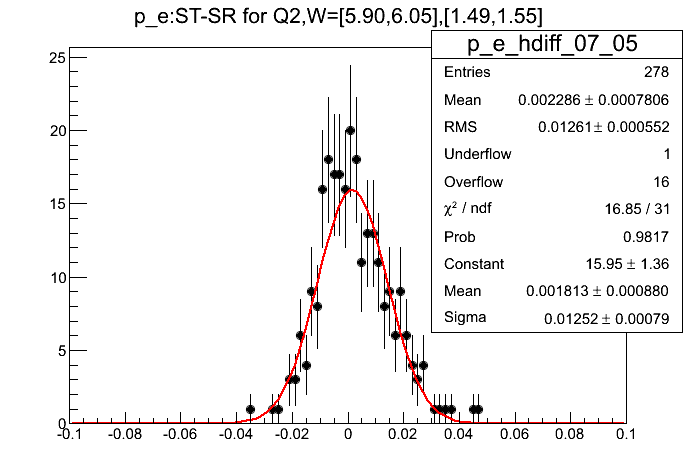 p_e:ST-SR for Q2,W=[5.90,6.05],[1.49,1.55]
p_e_hdiff_07_05
Entries 278
Mean 0.002286 ± 0.0007806
RMS 0.01261 ± 0.000552
Underflow 1
Overflow 16
χ² / ndf 16.85 / 31
Prob 0.9817
Constant 15.95 ± 1.36
Mean 0.001813 ± 0.000880
Sigma 0.01252 ± 0.00079
25
20
15
10
5
0
-0.1 -0.08 -0.06 -0.04 -0.02 0 0.02 0.04 0.06 0.08 0.1